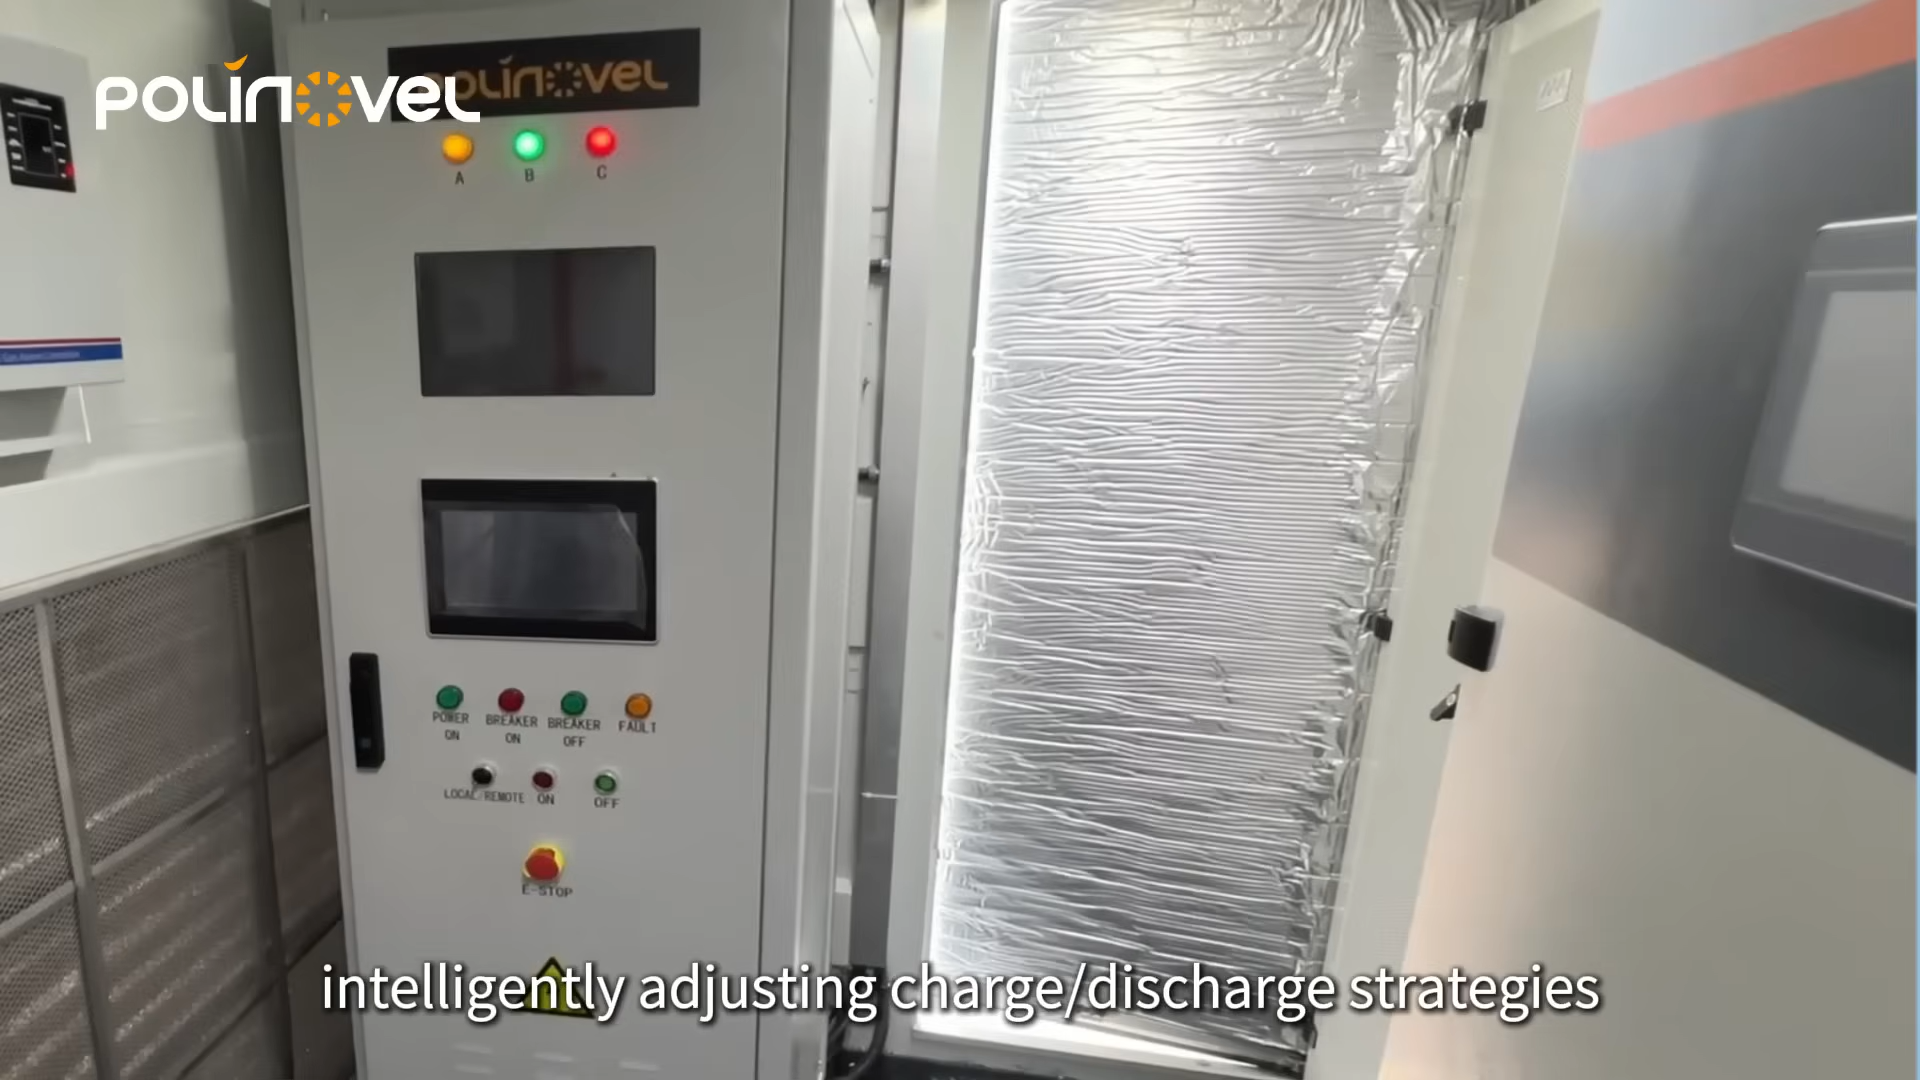 POLINOVEL
POLINOVEL
A B C
POWER ON
BREAKER ON
BREAKER OFF
FAULT
LOCAL/REMOTE ON OFF
E-STOP
intelligently adjusting charge/discharge strategies